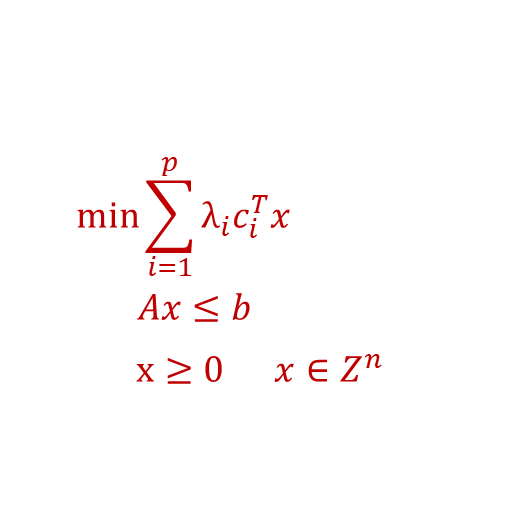 min ∑_{i=1}^{p} λ_i c_i^T x
Ax ≤ b
x ≥ 0 x ∈ Z^n